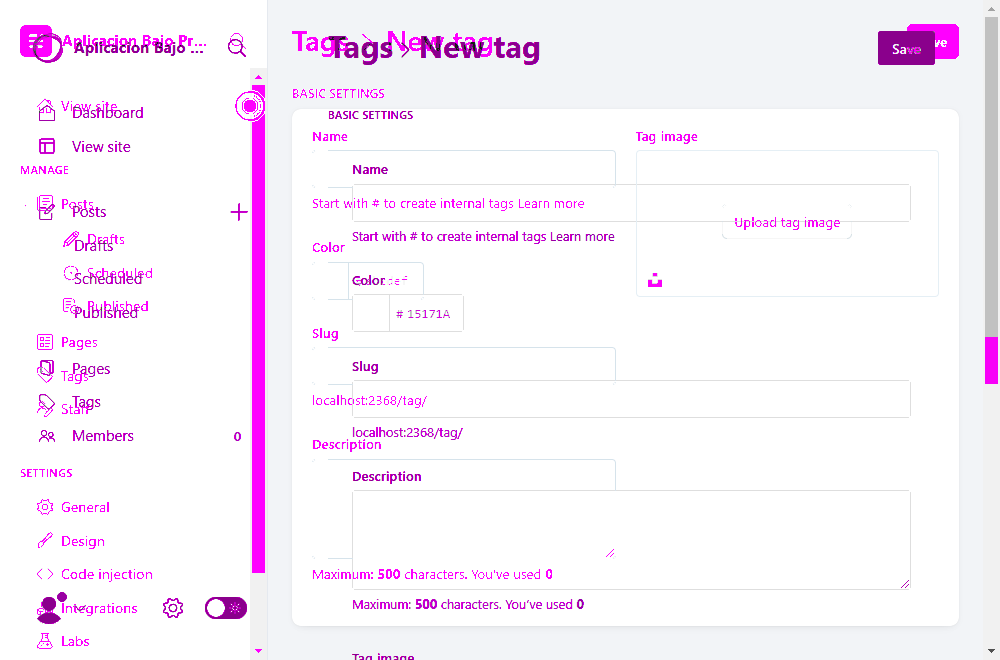 Aplicacion Bajo Pr...
Aplicacion Bajo ...
View site
Dashboard
View site
MANAGE
Posts
Posts
Drafts
Drafts
Scheduled
Scheduled
Published
Published
Pages
Pages
Tags
Tags
Staff
Members 0
SETTINGS
General
Design
Code injection
Integrations
Labs
Tags › New tag
Tags › New tag
Save
BASIC SETTINGS
BASIC SETTINGS
Name
Tag image
Name
Start with # to create internal tags Learn more
Upload tag image
Start with # to create internal tags Learn more
Color
Color
# 15171A
Slug
Slug
localhost:2368/tag/
localhost:2368/tag/
Description
Description
Maximum: 500 characters. You've used 0
Maximum: 500 characters. You've used 0
Tag image